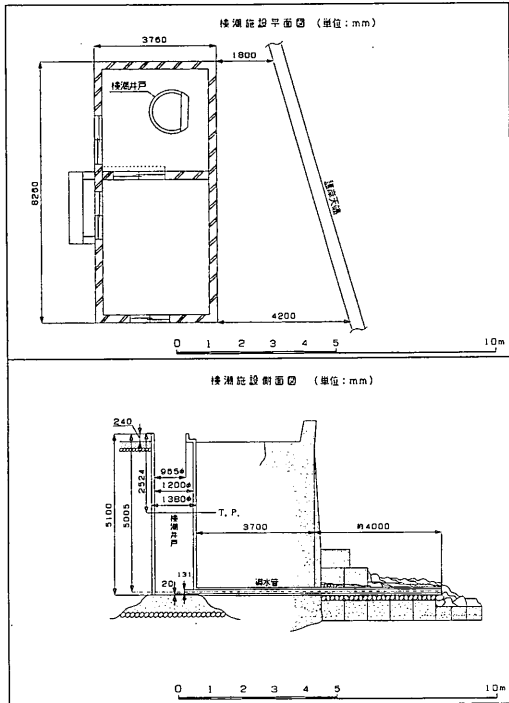 検潮施設平面図 (単位:mm)
3760
1800
検潮井戸
8260
護岸天端
4200
0 1 2 3 4 5 10m
検潮施設側面図 (単位:mm)
240
965φ
1200φ
1380φ
2524
5005
5100
T. P.
検潮井戸
3700
約4000
導水管
20
131
0 1 2 3 4 5 10m